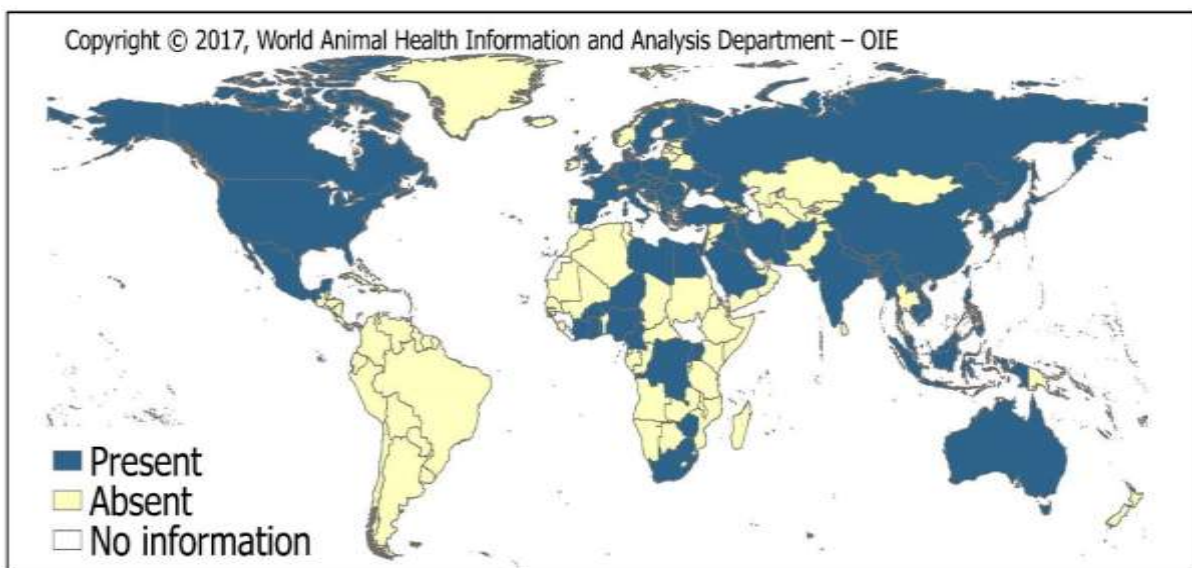 Copyright © 2017, World Animal Health Information and Analysis Department – OIE
Present
Absent
No information